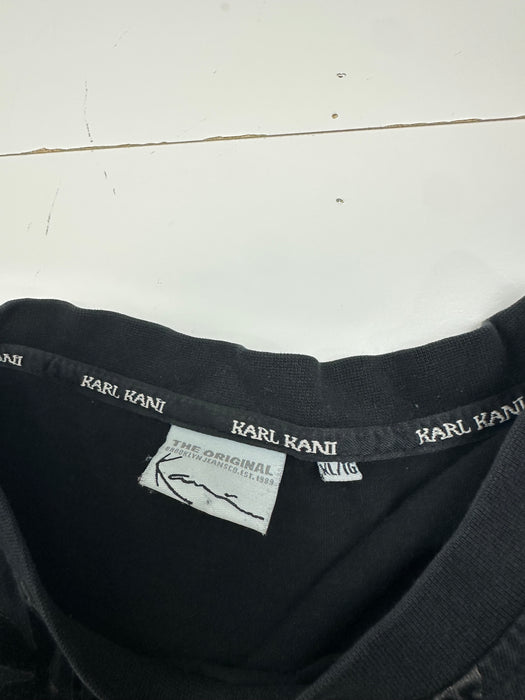 KARL KANI
KARL KANI
KARL KANI
THE ORIGINAL
BROOKLYN JEANS CO. EST. 1989
Kani
XL/TG